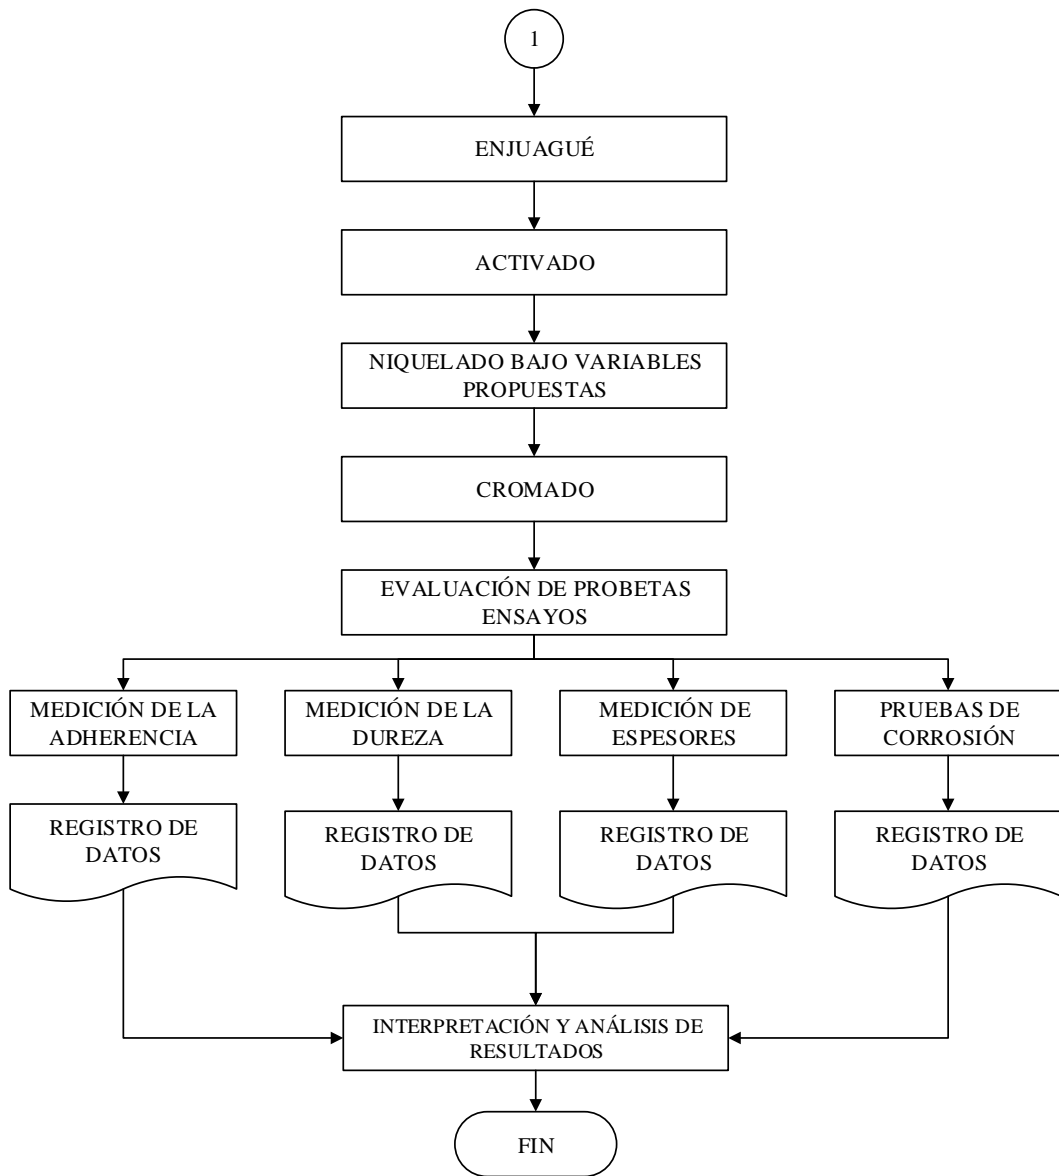 1
ENJUAGUÉ
ACTIVADO
NIQUELADO BAJO VARIABLES
PROPUESTAS
CROMADO
EVALUACIÓN DE PROBETAS
ENSAYOS
MEDICIÓN DE LA
ADHERENCIA
MEDICIÓN DE LA
DUREZA
MEDICIÓN DE
ESPESORES
PRUEBAS DE
CORROSIÓN
REGISTRO DE
DATOS
REGISTRO DE
DATOS
REGISTRO DE
DATOS
REGISTRO DE
DATOS
INTERPRETACIÓN Y ANÁLISIS DE
RESULTADOS
FIN